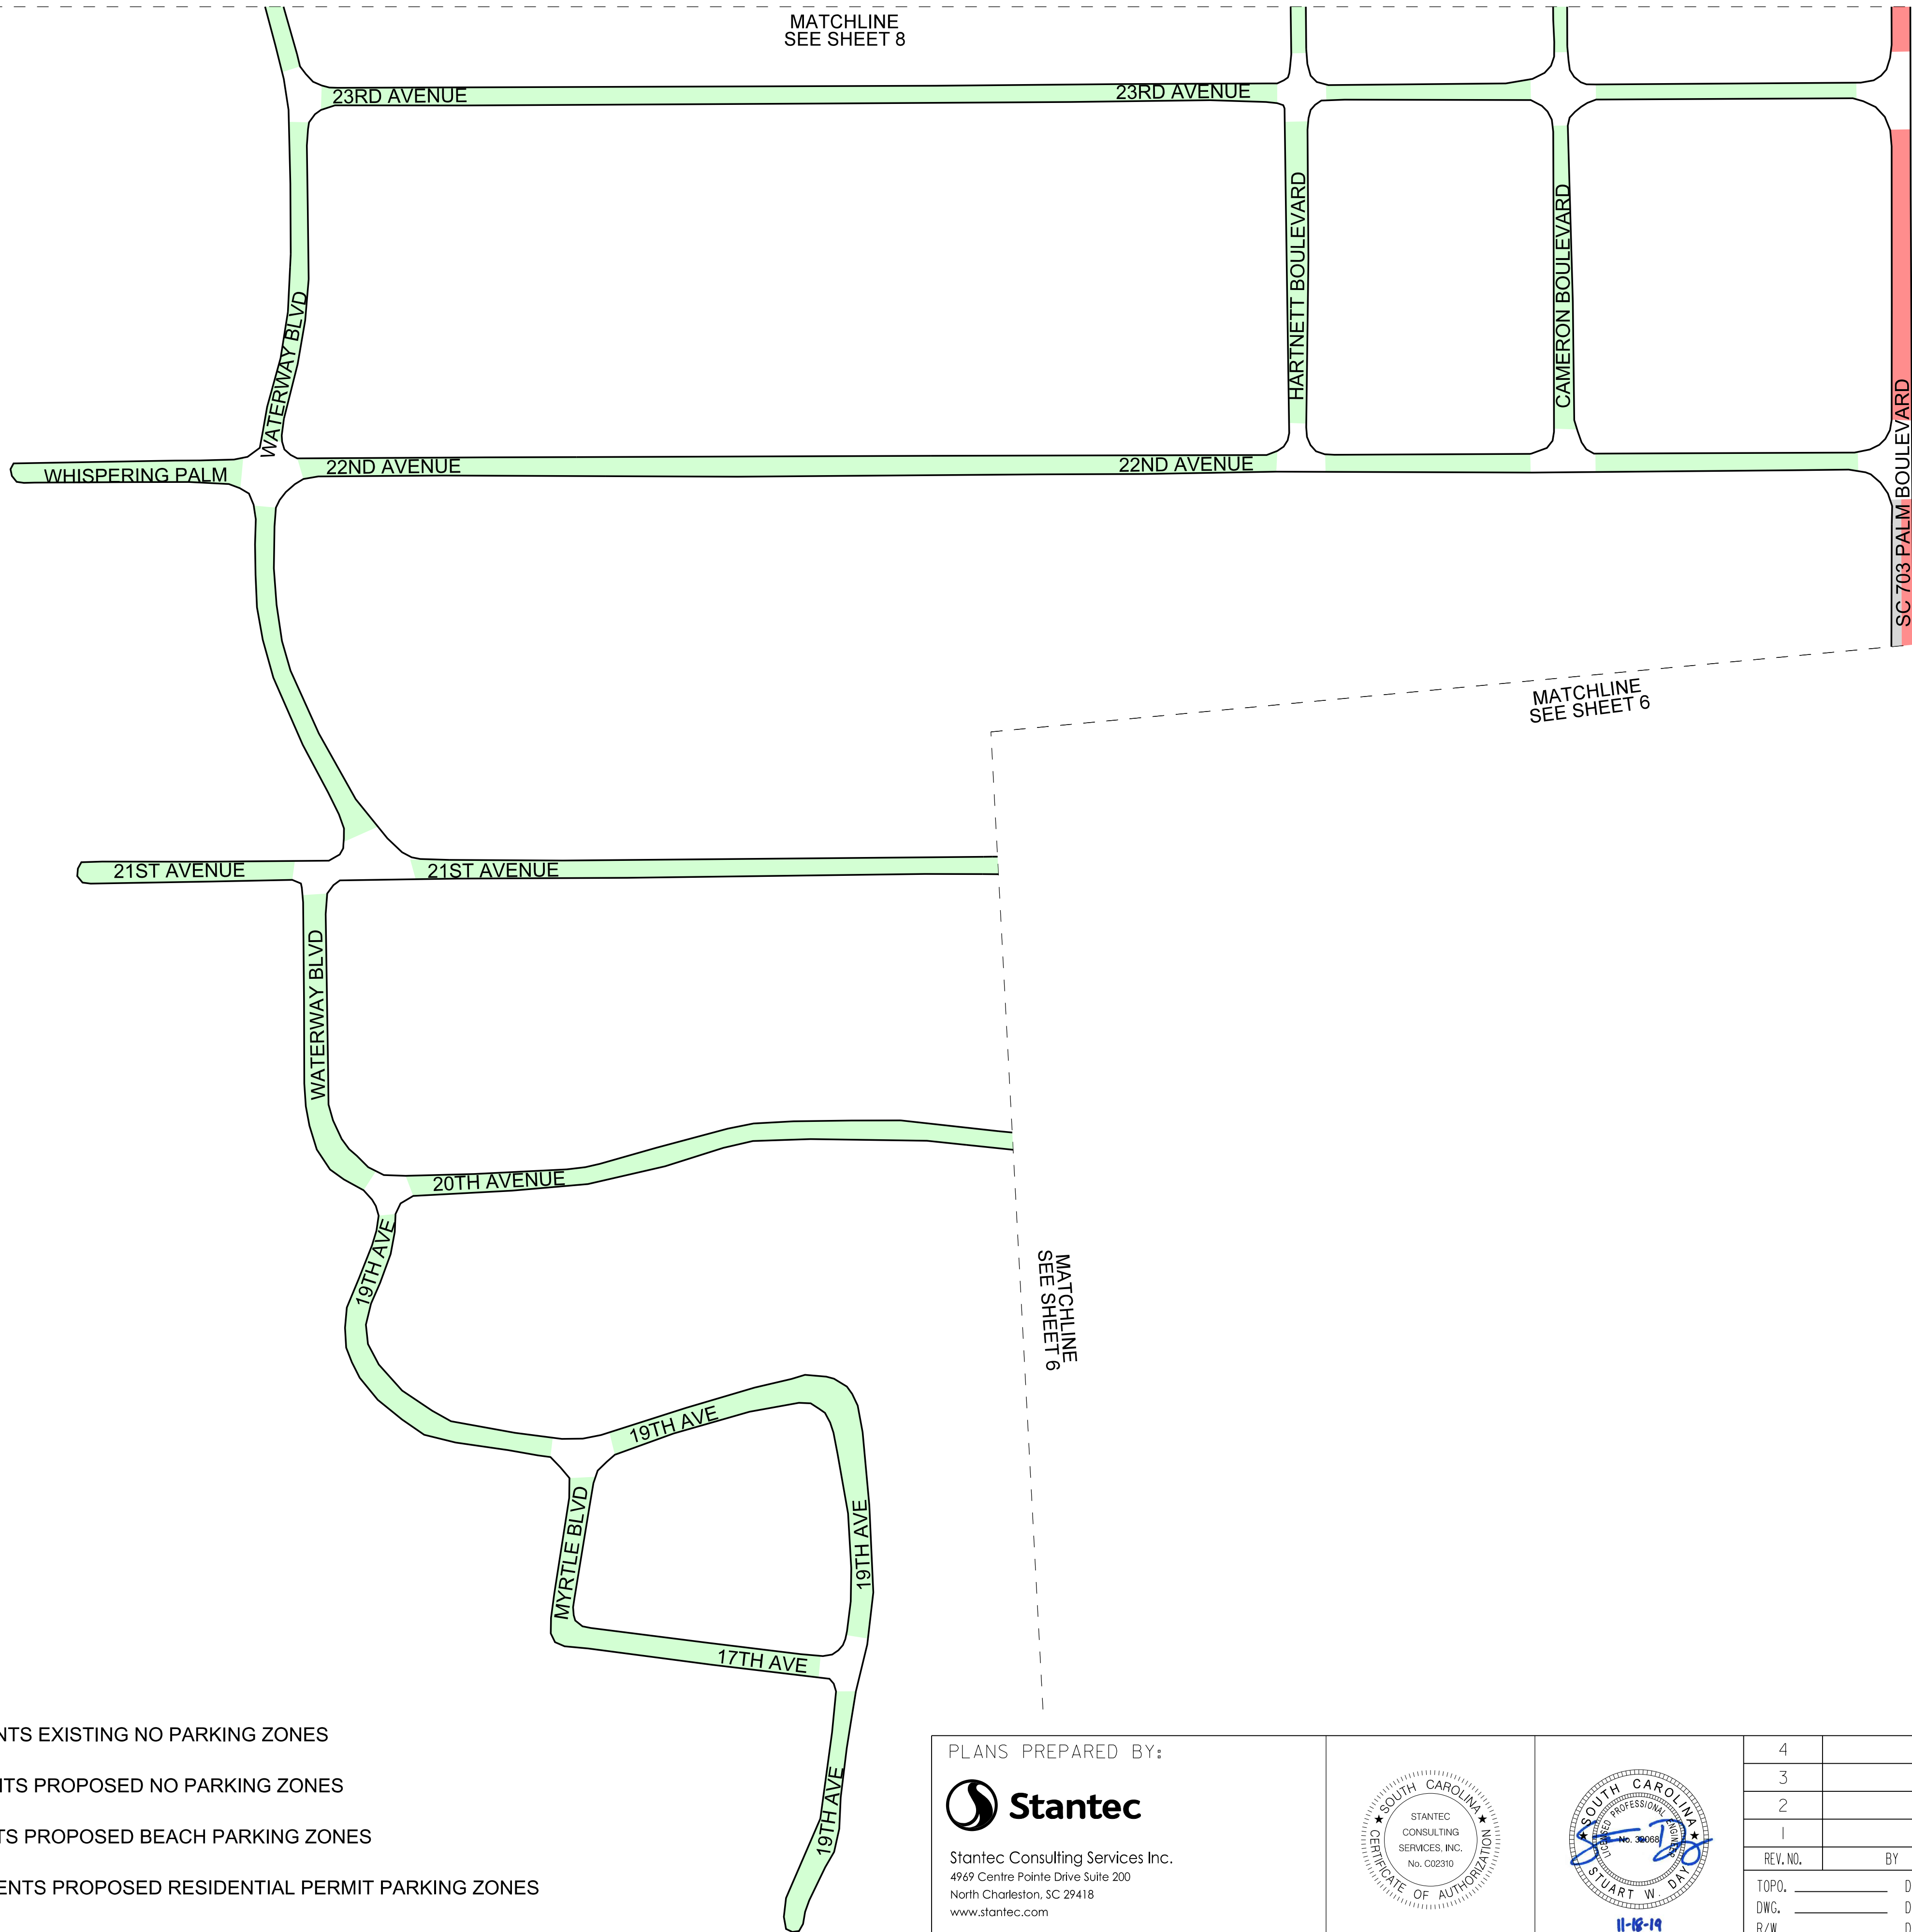 MATCHLINE
SEE SHEET 8
23RD AVENUE
23RD AVENUE
HARTNETT BOULEVARD
CAMERON BOULEVARD
WATERWAY BLVD
SC 703 PALM BOULEVARD
WHISPERING PALM
22ND AVENUE
22ND AVENUE
MATCHLINE
SEE SHEET 6
21ST AVENUE
21ST AVENUE
WATERWAY BLVD
20TH AVENUE
19TH AVE
MATCHLINE
SEE SHEET 6
19TH AVE
MYRTLE BLVD
19TH AVE
17TH AVE
19TH AVE
NTS EXISTING NO PARKING ZONES
NTS PROPOSED NO PARKING ZONES
TS PROPOSED BEACH PARKING ZONES
ENTS PROPOSED RESIDENTIAL PERMIT PARKING ZONES
PLANS PREPARED BY:
Stantec
Stantec Consulting Services Inc.
4969 Centre Pointe Drive Suite 200
North Charleston, SC 29418
www.stantec.com
SOUTH CAROLINA
STANTEC
CONSULTING
SERVICES, INC.
No. C02310
CERTIFICATE OF AUTHORIZATION
SOUTH CAROLINA
LICENSED PROFESSIONAL ENGINEER
STUART W. DAY
11-18-19
4
3
2
1
REV. NO. BY
TOPO. D
DWG. D
R/W D